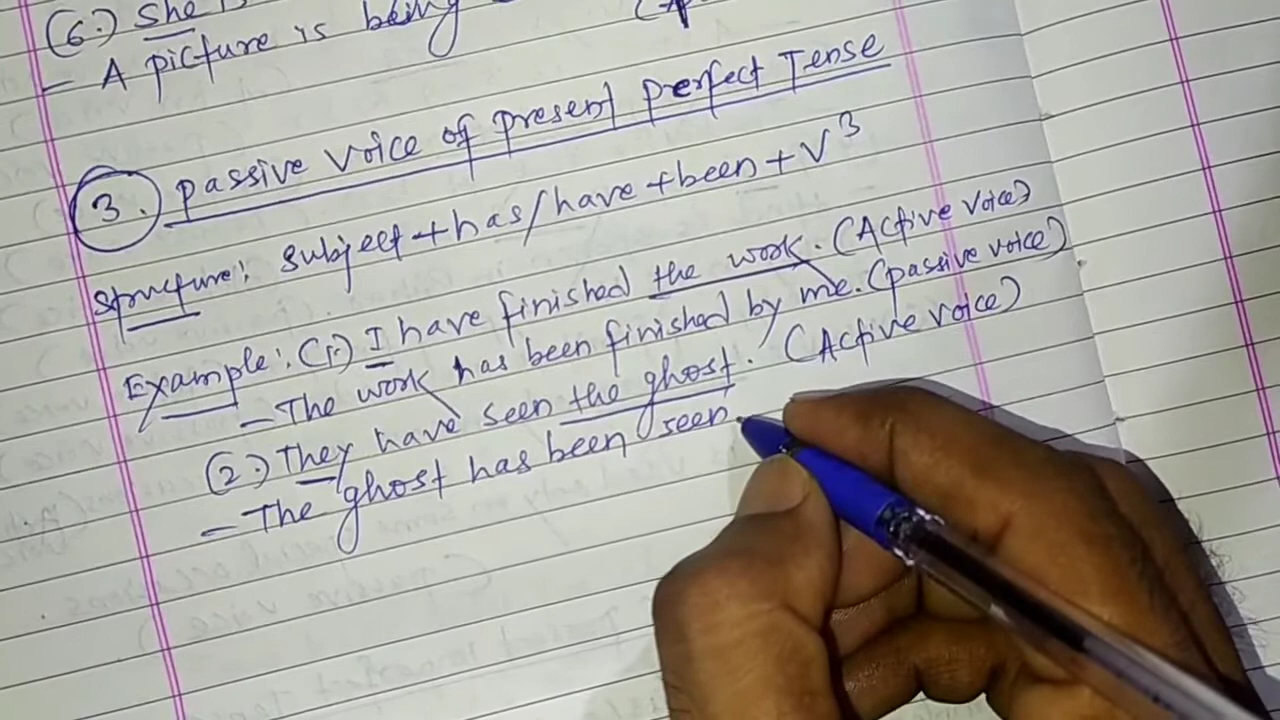 (6.) She is
- A picture is being
3. Passive Voice of Present Perfect Tense
Structure: Subject + has/have + been + V3
Example: (1.) I have finished the work. (Active voice)
- The work has been finished by me. (passive voice)
(2.) They have seen the ghost. (Active voice)
- The ghost has been seen